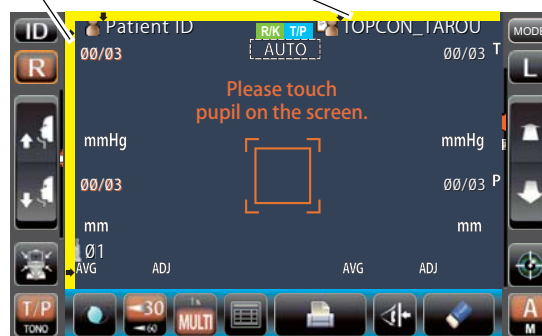 ID
Patient ID
R/K T/P
TOPCON_TAROU
MODE
R
00/03
AUTO
00/03 T
L
Please touch
pupil on the screen.
mmHg
mmHg
00/03
00/03 P
mm
mm
01
AVG ADJ AVG ADJ
T/P
TONO
30
60
MULTI
A
M